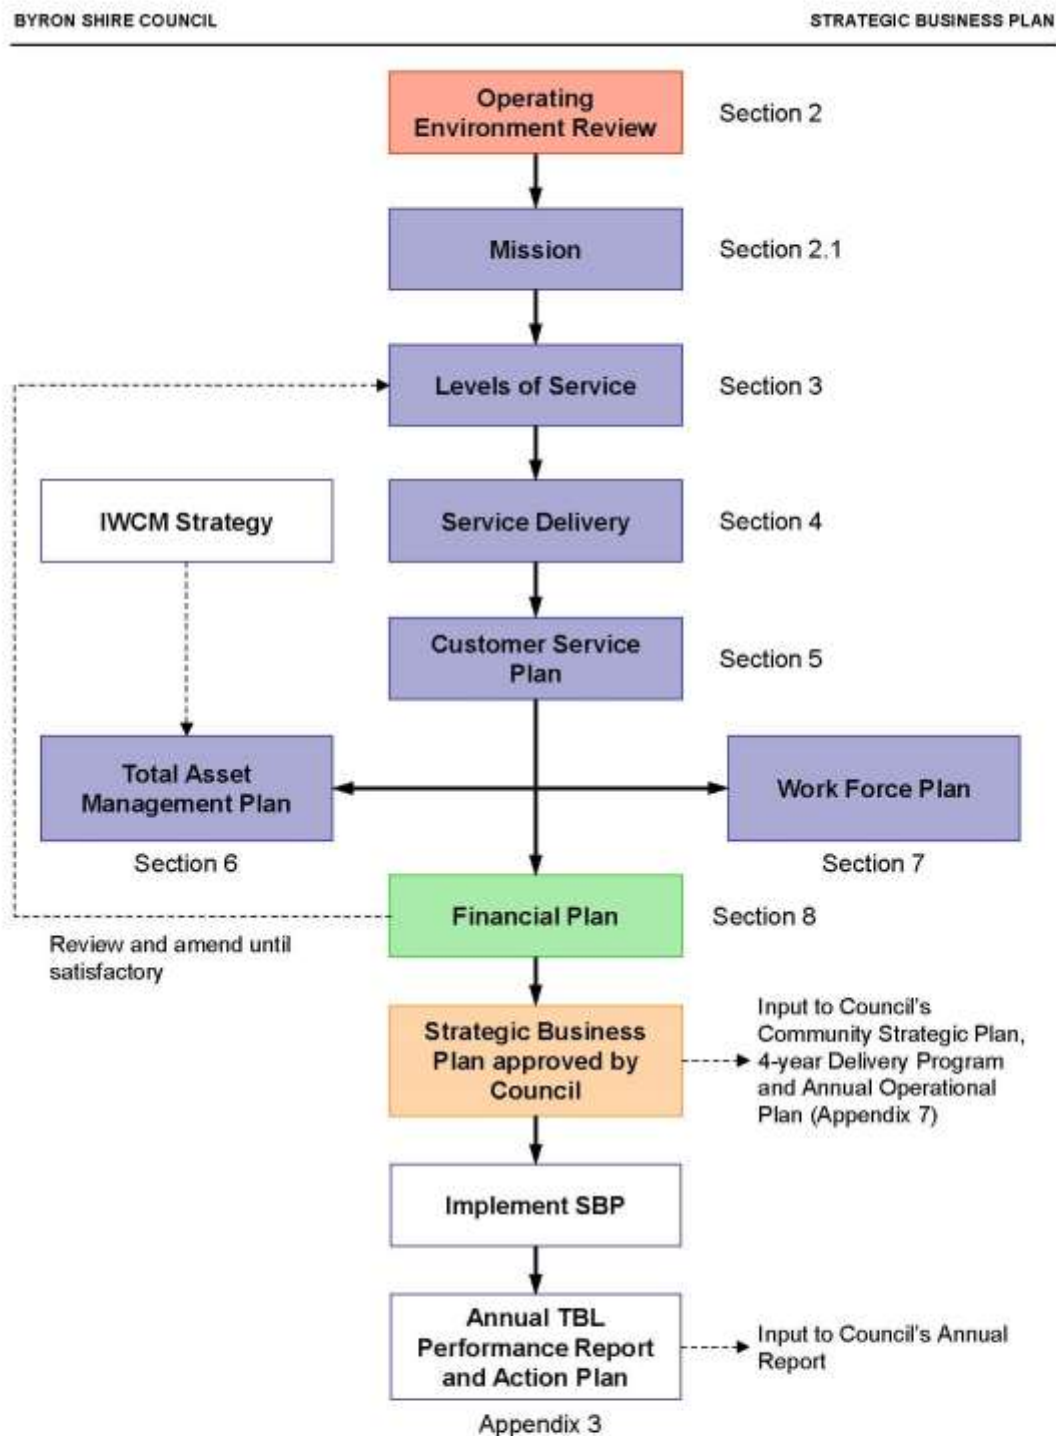 BYRON SHIRE COUNCIL
STRATEGIC BUSINESS PLAN
Operating
Environment Review
Section 2
Mission
Section 2.1
Levels of Service
Section 3
IWCM Strategy
Service Delivery
Section 4
Customer Service
Plan
Section 5
Total Asset
Management Plan
Section 6
Work Force Plan
Section 7
Financial Plan
Section 8
Review and amend until
satisfactory
Strategic Business
Plan approved by
Council
Input to Council's
Community Strategic Plan,
4-year Delivery Program
and Annual Operational
Plan (Appendix 7)
Implement SBP
Annual TBL
Performance Report
and Action Plan
Input to Council's Annual
Report
Appendix 3